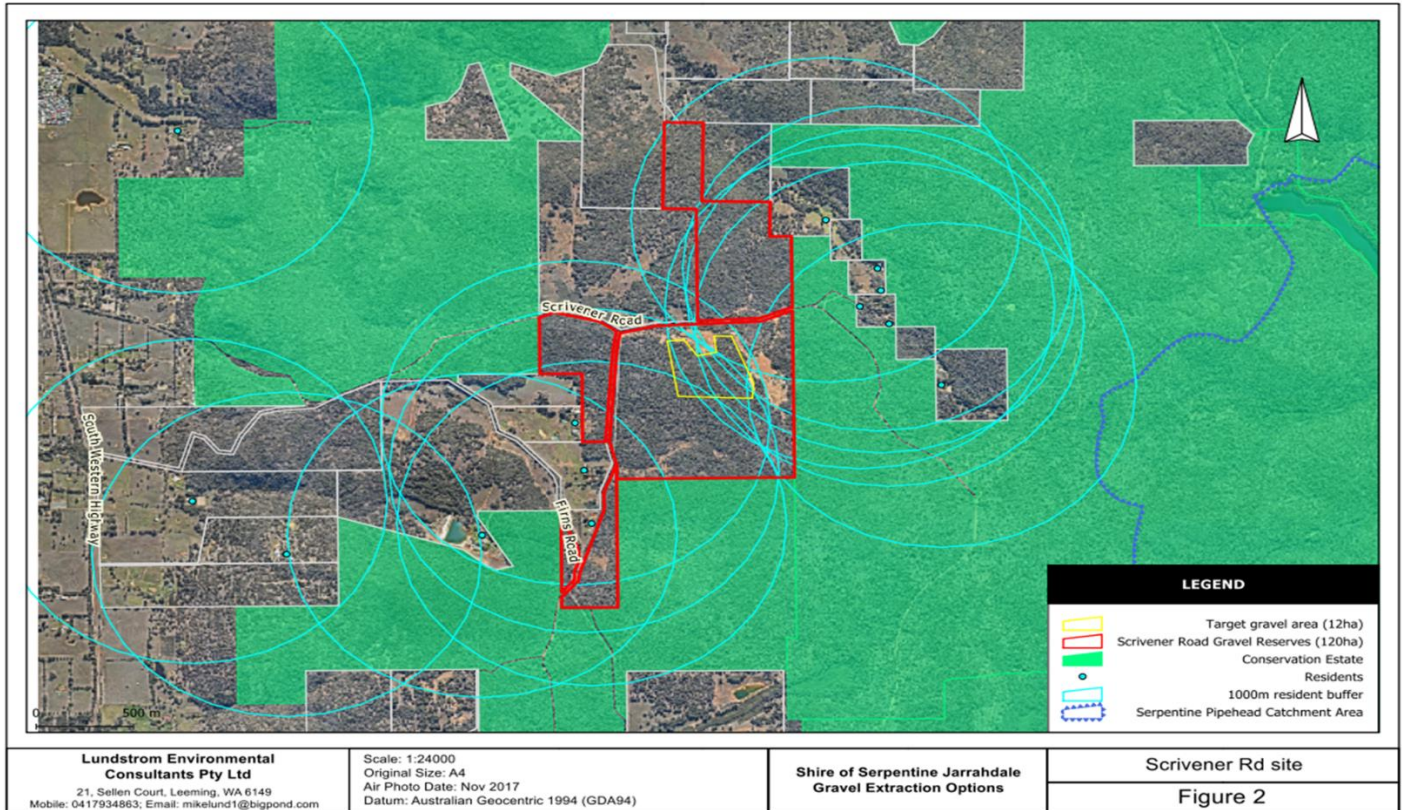 Scrivener Road
South Western Highway
Firns Road
0
500 m
LEGEND
Target gravel area (12ha)
Scrivener Road Gravel Reserves (120ha)
Conservation Estate
Residents
1000m resident buffer
Serpentine Pipehead Catchment Area
Lundstrom Environmental
Consultants Pty Ltd
21, Sellen Court, Leeming, WA 6149
Mobile: 0417934863; Email: mikelund1@bigpond.com
Scale: 1:24000
Original Size: A4
Air Photo Date: Nov 2017
Datum: Australian Geocentric 1994 (GDA94)
Shire of Serpentine Jarrahdale
Gravel Extraction Options
Scrivener Rd site
Figure 2